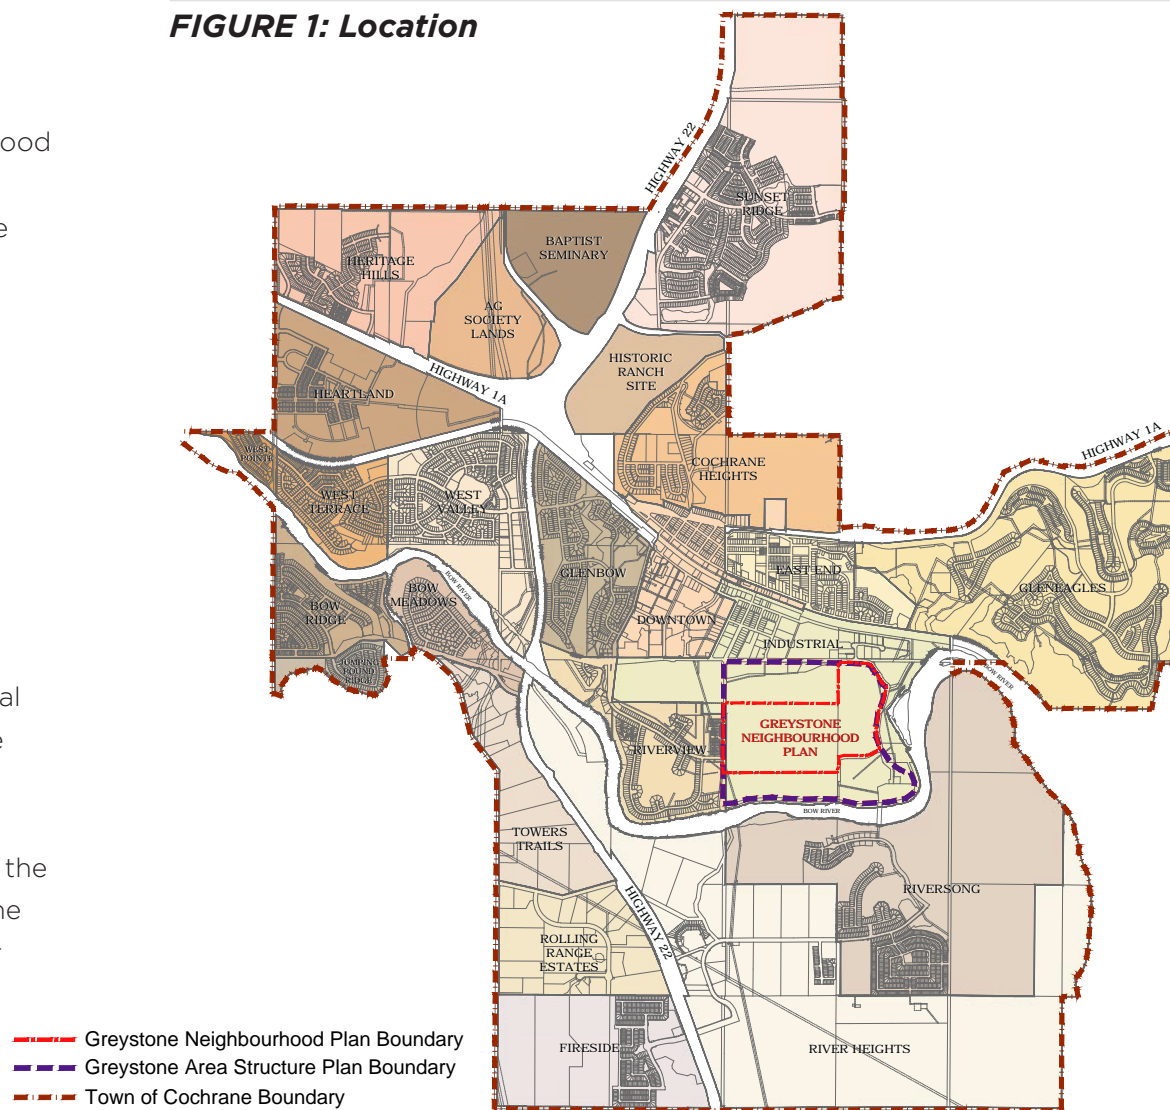 FIGURE 1: Location
ood
e
al
e
the
ne
HIGHWAY 22
SUNSET
RIDGE
BAPTIST
SEMINARY
HERITAGE
HILLS
AG
SOCIETY
LANDS
HISTORIC
RANCH
SITE
HIGHWAY 1A
HEARTLAND
HIGHWAY 1A
WEST
POINTE
COCHRANE
HEIGHTS
WEST
TERRACE
WEST
VALLEY
GLENBOW
EAST END
GLENEAGLES
BOW RIVER
BOW
MEADOWS
BOW
RIDGE
DOWNTOWN
INDUSTRIAL
JUMPING
POUND
RIDGE
BOW RIVER
GREYSTONE
NEIGHBOURHOOD
PLAN
RIVERVIEW
BOW RIVER
TOWERS
TRAILS
RIVERSONG
HIGHWAY 22
ROLLING
RANGE
ESTATES
FIRESIDE
RIVER HEIGHTS
Greystone Neighbourhood Plan Boundary
Greystone Area Structure Plan Boundary
Town of Cochrane Boundary